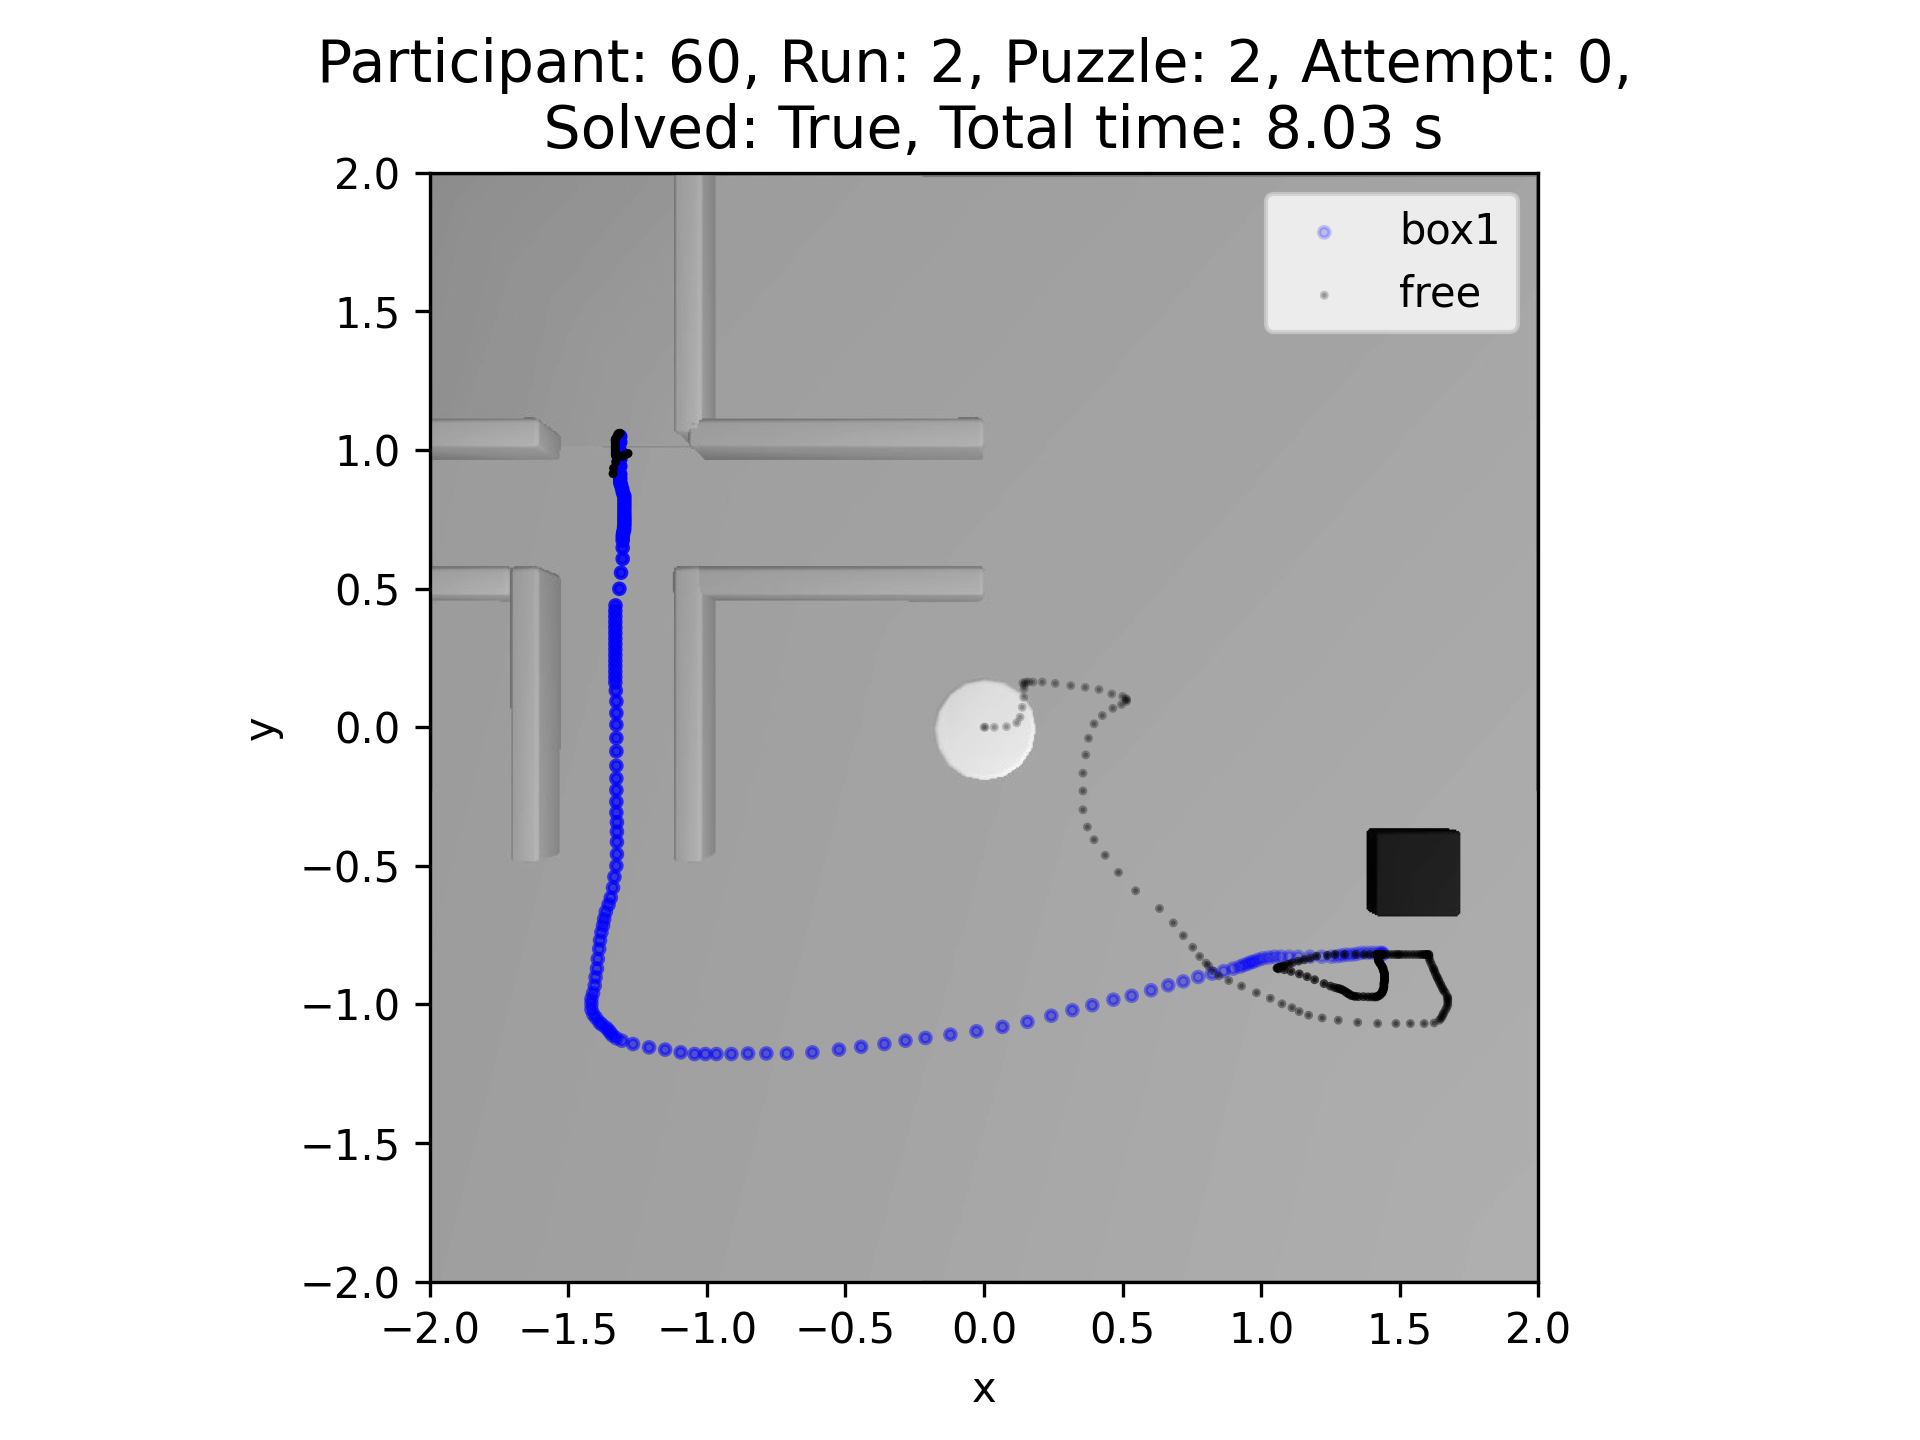 Participant: 60, Run: 2, Puzzle: 2, Attempt: 0,
Solved: True, Total time: 8.03 s
box1
free
2.0
1.5
1.0
0.5
0.0
−0.5
−1.0
−1.5
−2.0
y
−2.0 −1.5 −1.0 −0.5 0.0 0.5 1.0 1.5 2.0
x